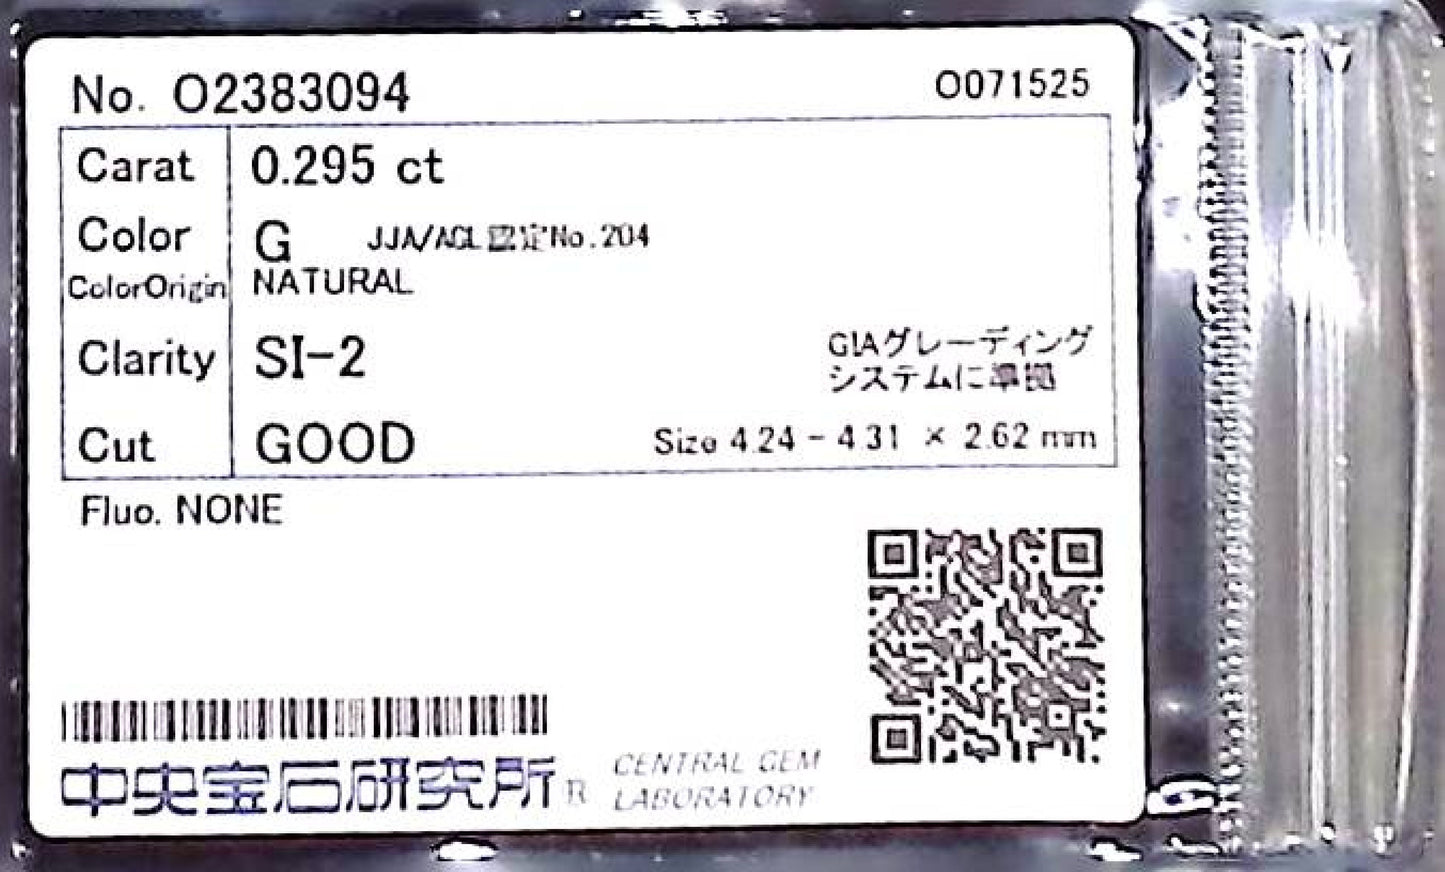 No. O2383094
O071525
Carat 0.295 ct
Color G JJA/AGL認定No.204
ColorOrigin NATURAL
Clarity SI-2
GIAグレーディング
システムに準拠
Cut GOOD Size 4.24 - 4.31 × 2.62 mm
Fluo. NONE
中央宝石研究所 R
CENTRAL GEM
LABORATORY